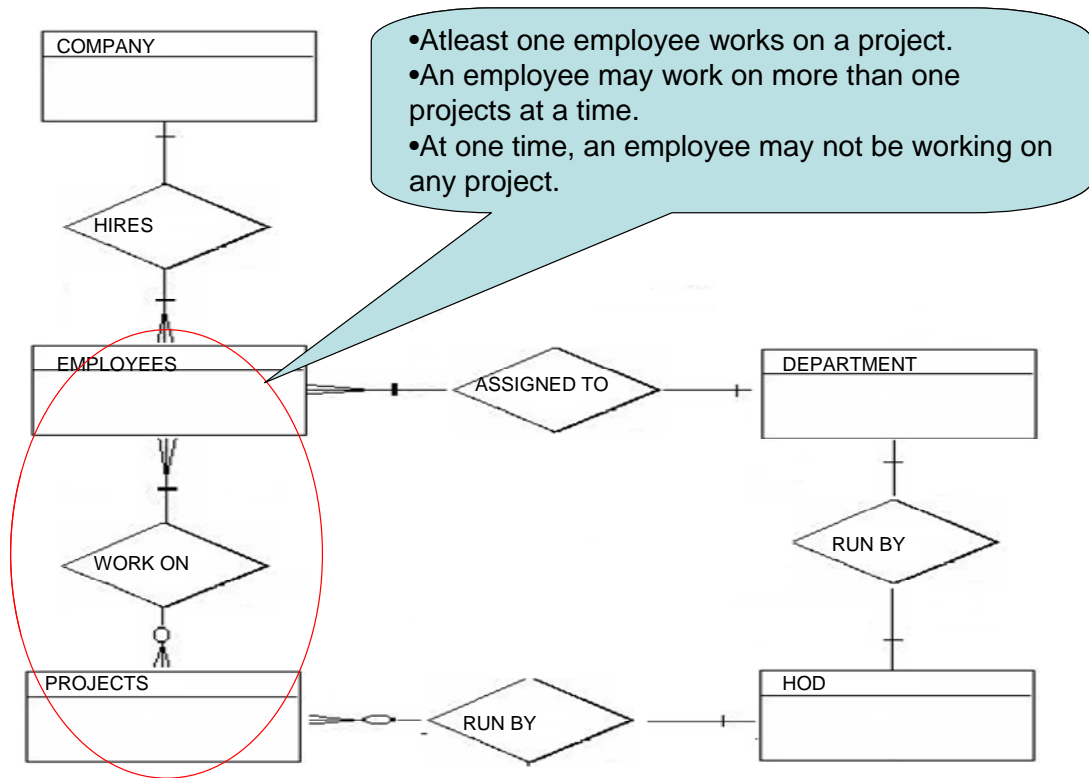 COMPANY
•Atleast one employee works on a project.
•An employee may work on more than one
projects at a time.
•At one time, an employee may not be working on
any project.
HIRES
EMPLOYEES
ASSIGNED TO
DEPARTMENT
WORK ON
RUN BY
PROJECTS
RUN BY
HOD